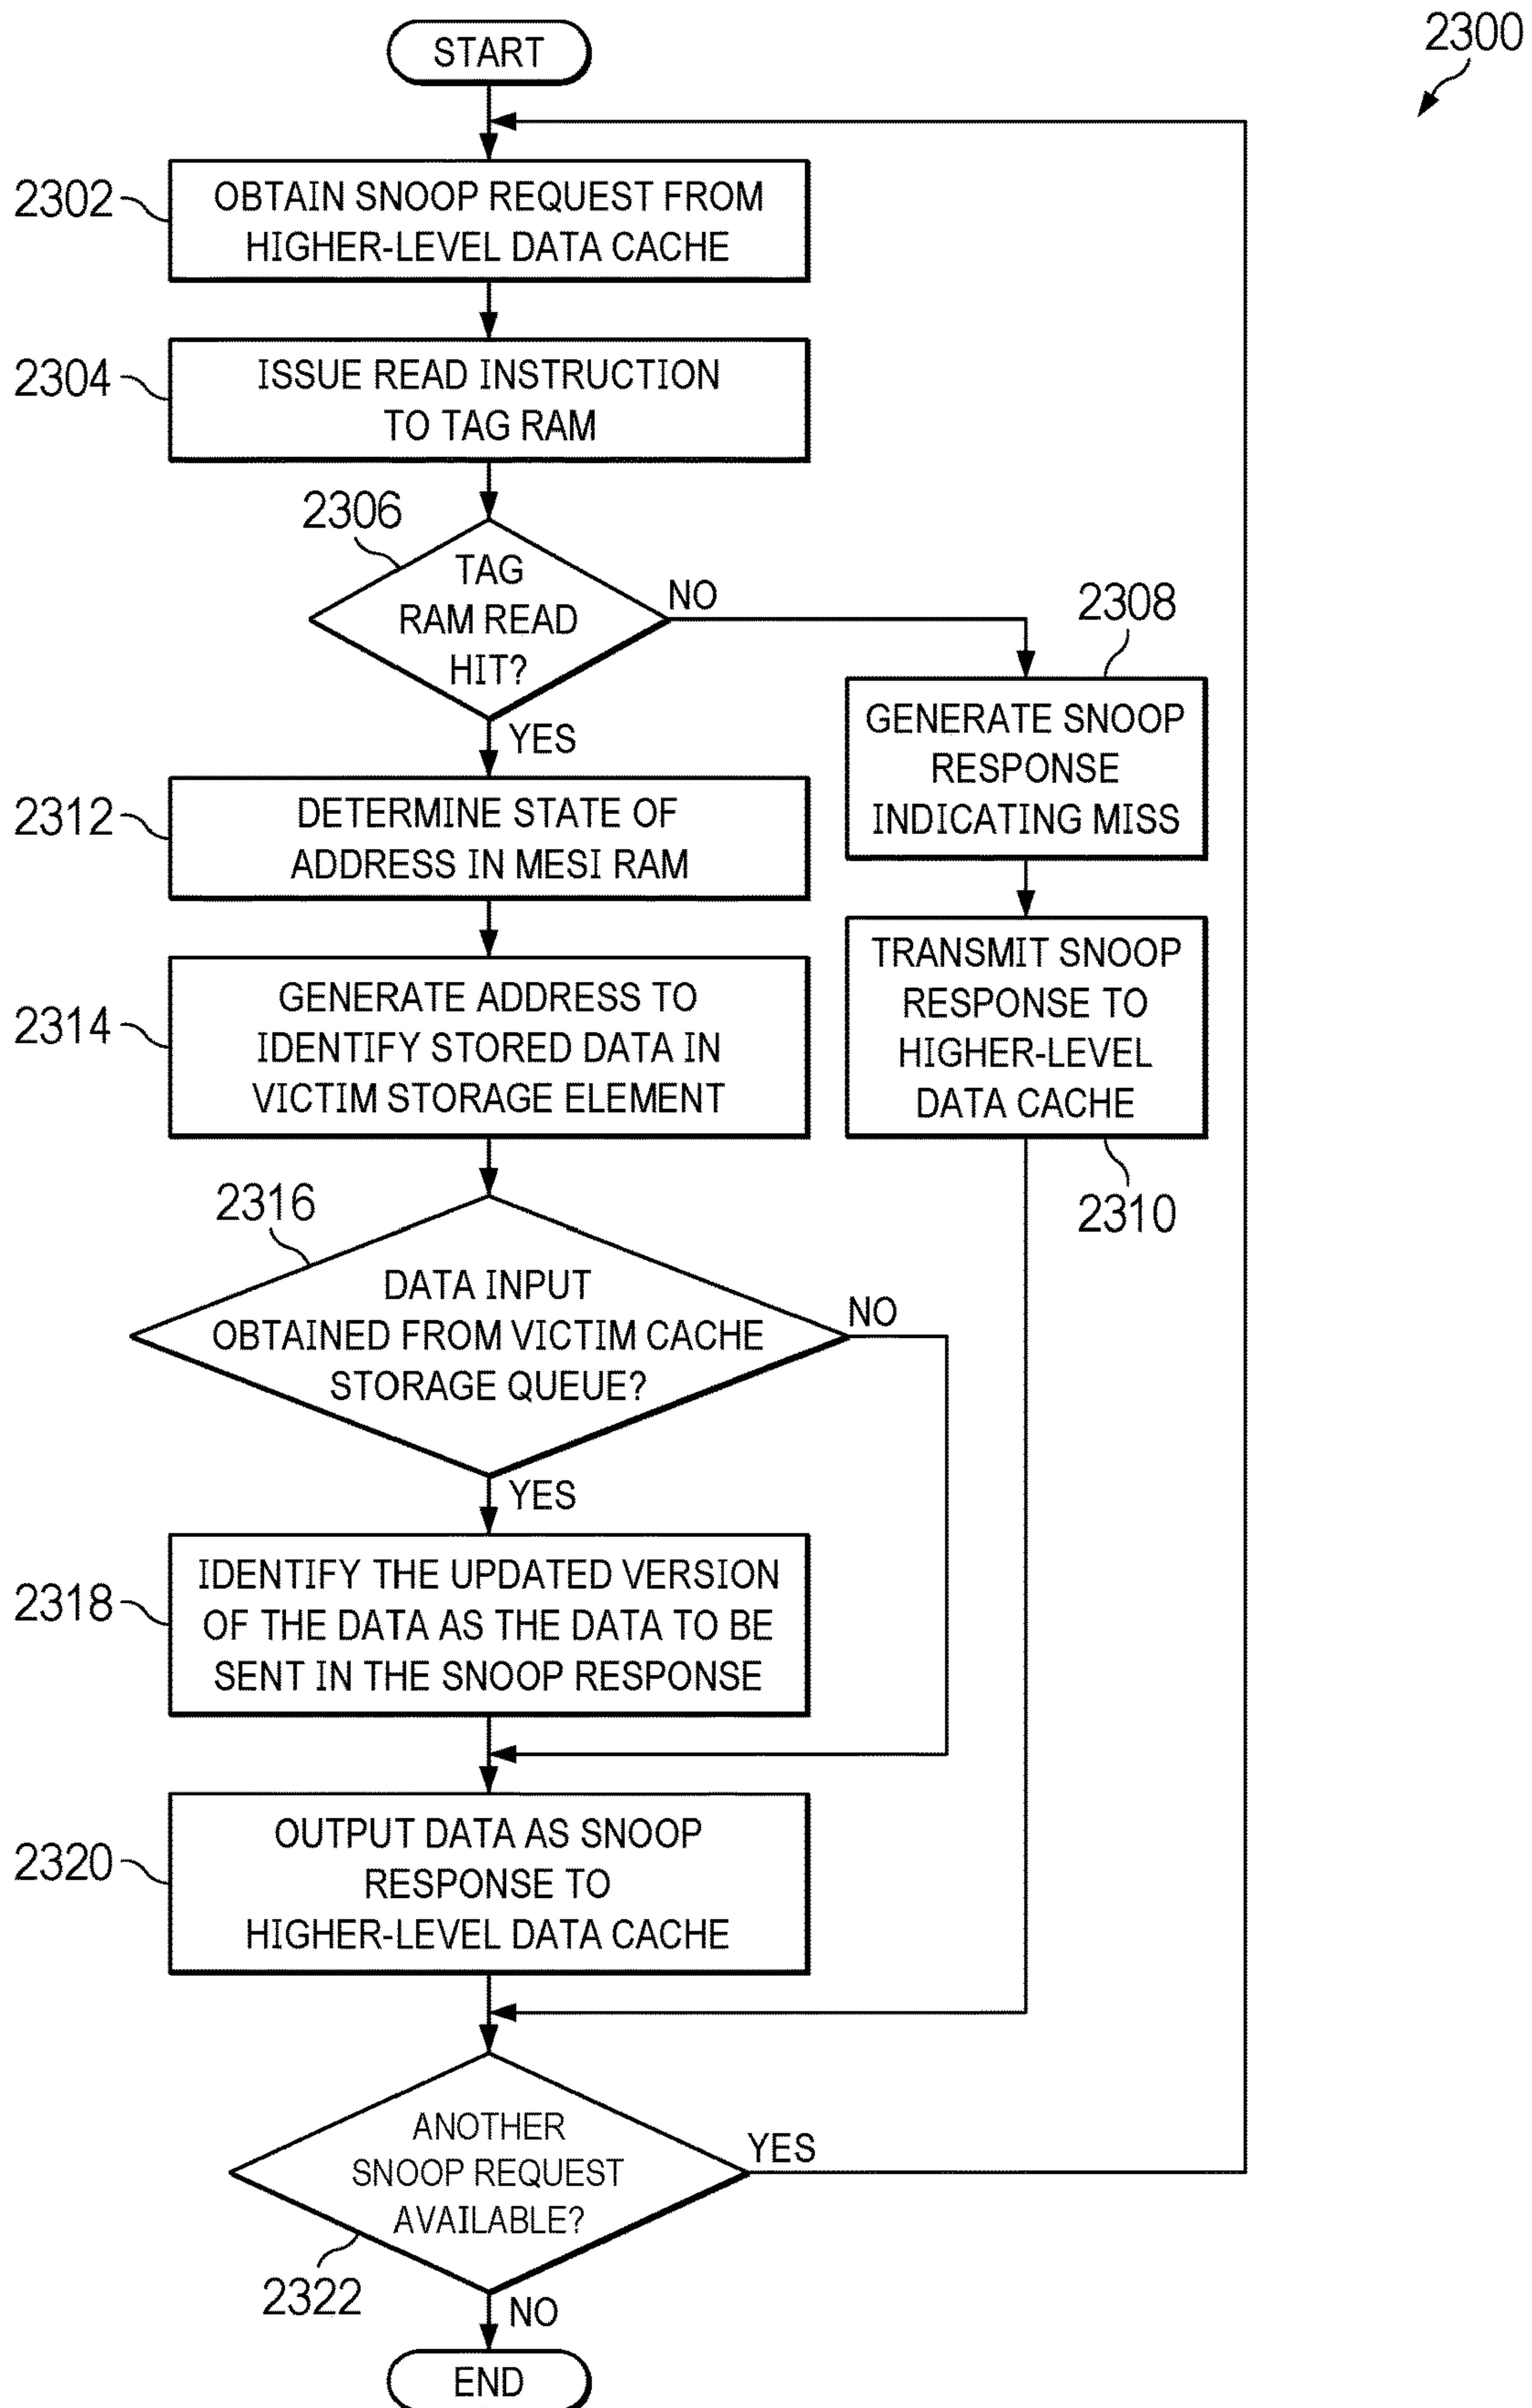 2300
START
2302
OBTAIN SNOOP REQUEST FROM
HIGHER-LEVEL DATA CACHE
2304
ISSUE READ INSTRUCTION
TO TAG RAM
2306
TAG
RAM READ
HIT?
NO
YES
2308
GENERATE SNOOP
RESPONSE
INDICATING MISS
2312
DETERMINE STATE OF
ADDRESS IN MESI RAM
TRANSMIT SNOOP
RESPONSE TO
HIGHER-LEVEL
DATA CACHE
2310
2314
GENERATE ADDRESS TO
IDENTIFY STORED DATA IN
VICTIM STORAGE ELEMENT
2316
DATA INPUT
OBTAINED FROM VICTIM CACHE
STORAGE QUEUE?
NO
YES
2318
IDENTIFY THE UPDATED VERSION
OF THE DATA AS THE DATA TO BE
SENT IN THE SNOOP RESPONSE
2320
OUTPUT DATA AS SNOOP
RESPONSE TO
HIGHER-LEVEL DATA CACHE
ANOTHER
SNOOP REQUEST
AVAILABLE?
YES
2322
NO
END